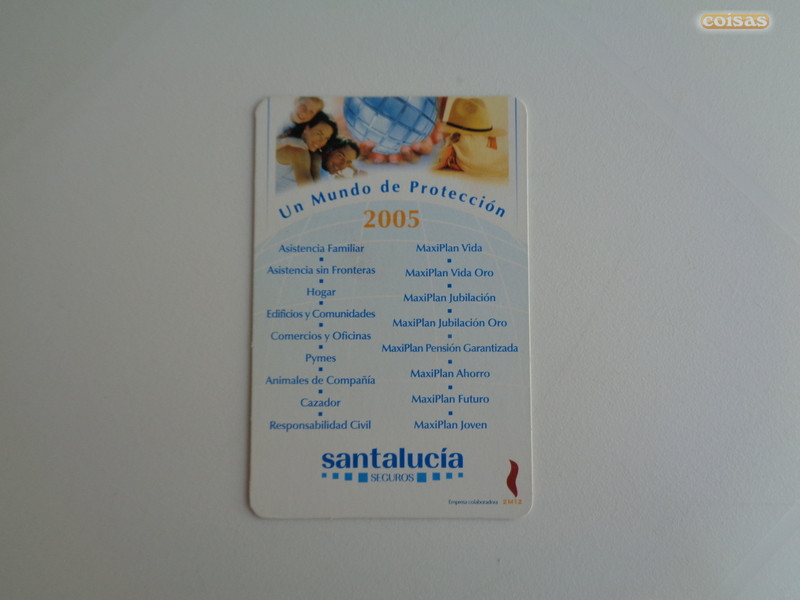 coisas
Un Mundo de Protección
2005
Asistencia Familiar
Asistencia sin Fronteras
Hogar
Edificios y Comunidades
Comercios y Oficinas
Pymes
Animales de Compañía
Cazador
Responsabilidad Civil
MaxiPlan Vida
MaxiPlan Vida Oro
MaxiPlan Jubilación
MaxiPlan Jubilación Oro
MaxiPlan Pensión Garantizada
MaxiPlan Ahorro
MaxiPlan Futuro
MaxiPlan Joven
santalucía
SEGUROS
Empresa colaboradora